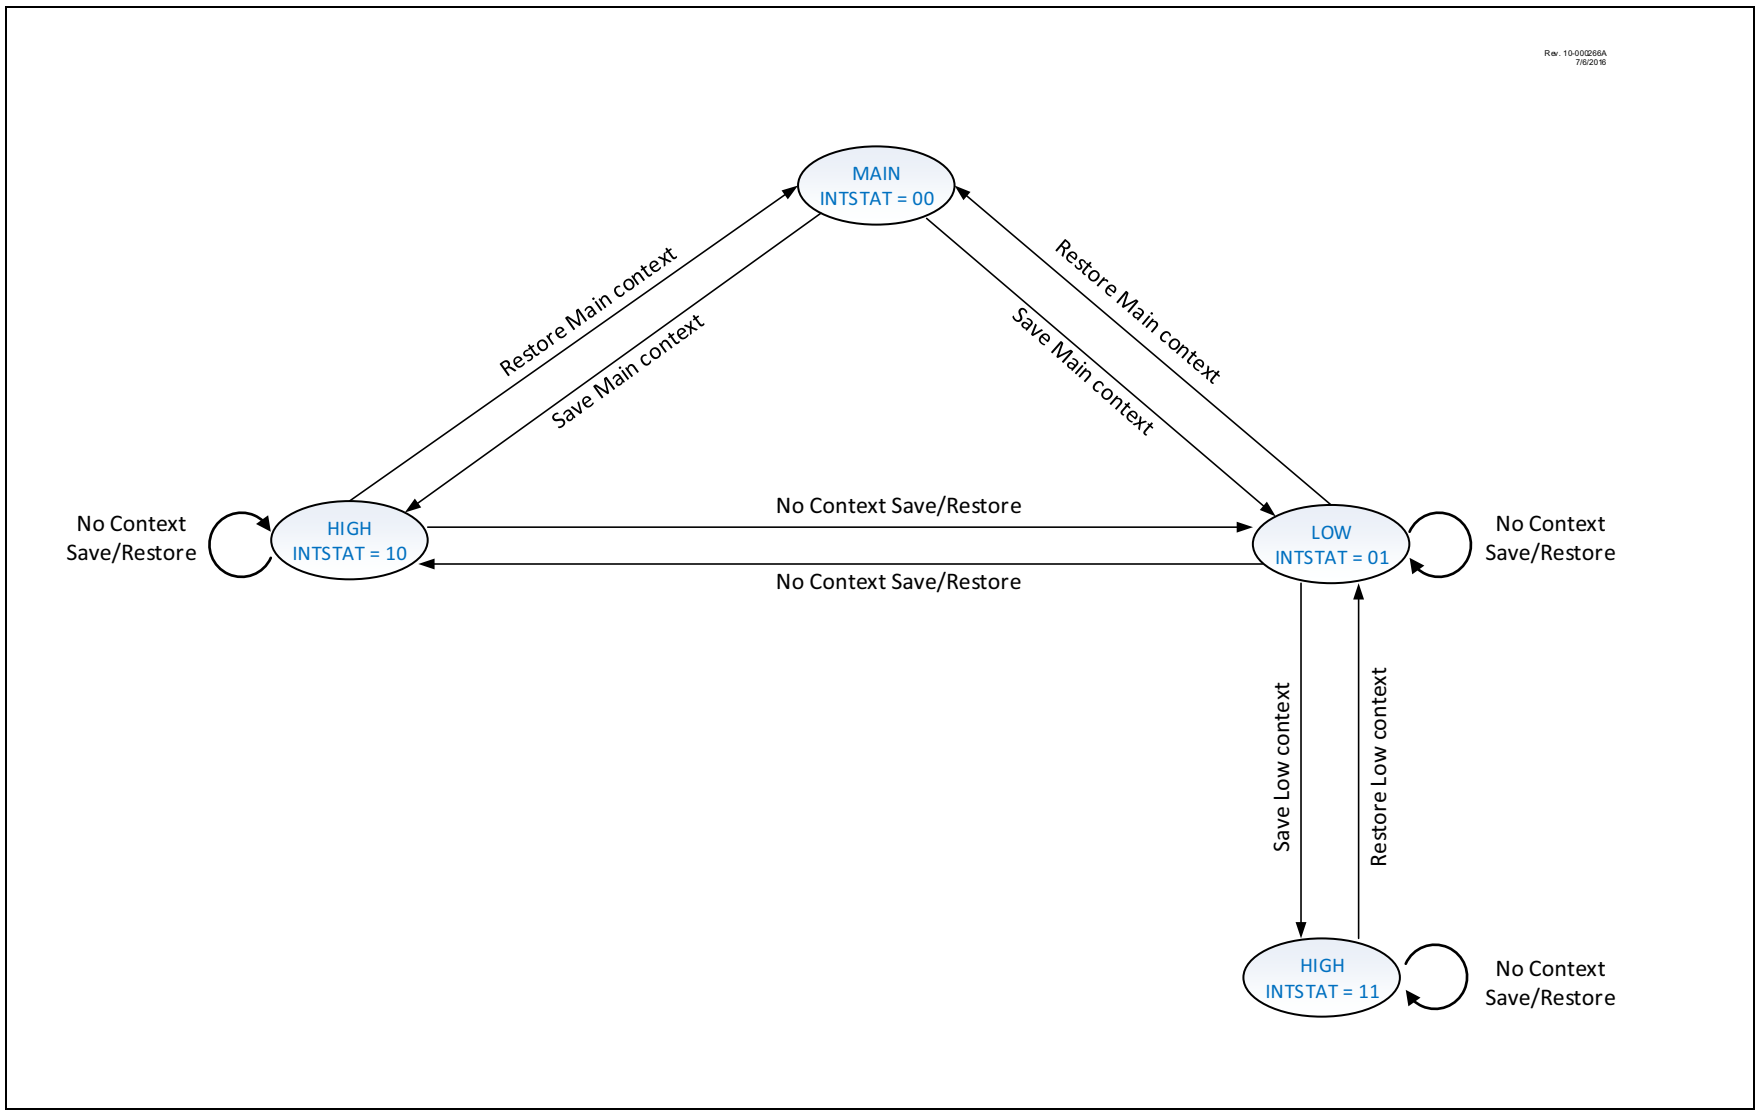 Rev. 10-000266A
7/6/2016
MAIN
INTSTAT = 00
Restore Main context
Save Main context
Save Main context
Restore Main context
No Context
Save/Restore
HIGH
INTSTAT = 10
No Context Save/Restore
No Context Save/Restore
LOW
INTSTAT = 01
No Context
Save/Restore
Save Low context
Restore Low context
HIGH
INTSTAT = 11
No Context
Save/Restore